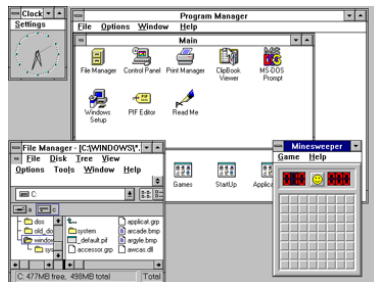 Clock
Settings
Program Manager
File Options Window Help
Main
File Manager
Control Panel
Print Manager
ClipBook
Viewer
MS-DOS
Prompt
Windows
Setup
PIF Editor
Read Me
File Manager - [C:\WINDOWS\*.
File Disk Tree View
Options Tools Window Help
C:
a
c
dos
old_do
window
sys
system
_default.pif
accessor.grp
applicat.grp
arcade.bmp
argyle.bmp
awcas.dll
C: 477MB free, 498MB total
Total
Games
StartUp
Applica
Minesweeper
Game Help